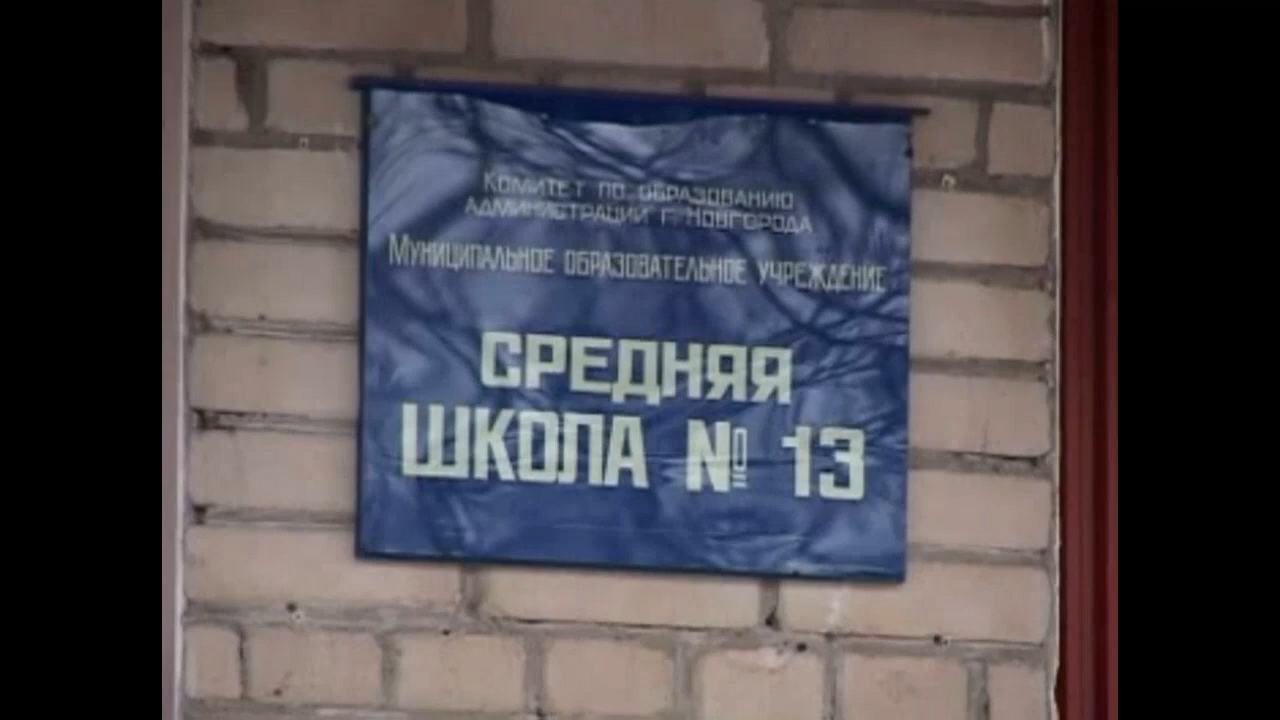 Комитет по образованию
Администрации г. Новгорода
Муниципальное образовательное учреждение
СРЕДНЯЯ
ШКОЛА № 13